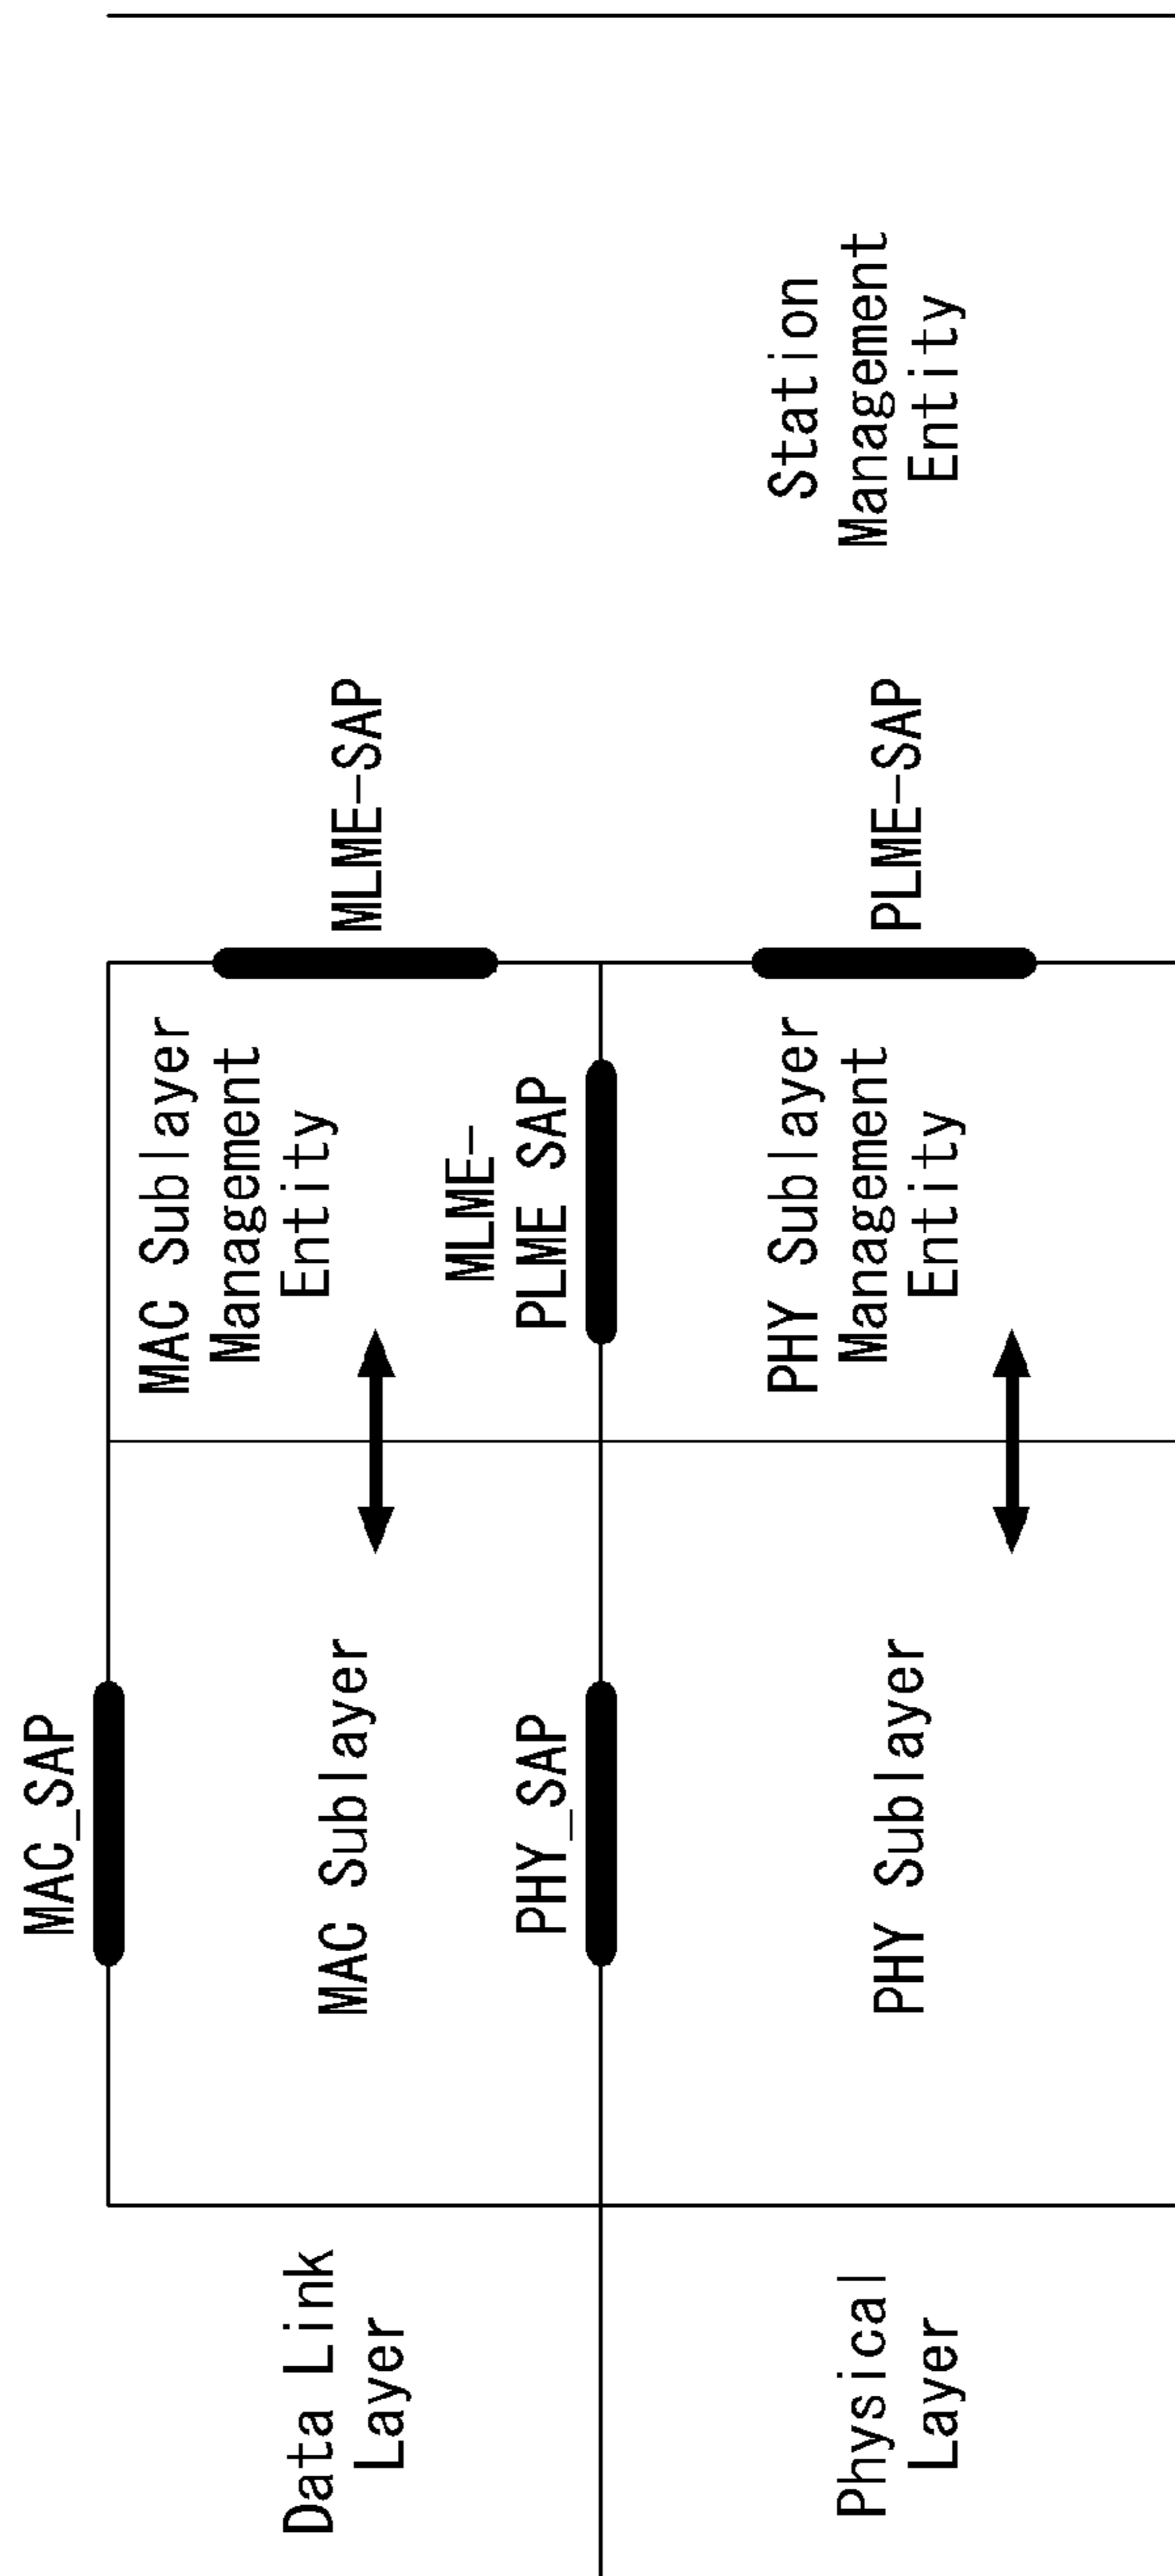 MAC_SAP
Data Link
Layer
MAC Sublayer
MAC Sublayer
Management
Entity
MLME-SAP
PHY_SAP
MLME-
PLME SAP
Physical
Layer
PHY Sublayer
PHY Sublayer
Management
Entity
PLME-SAP
Station
Management
Entity